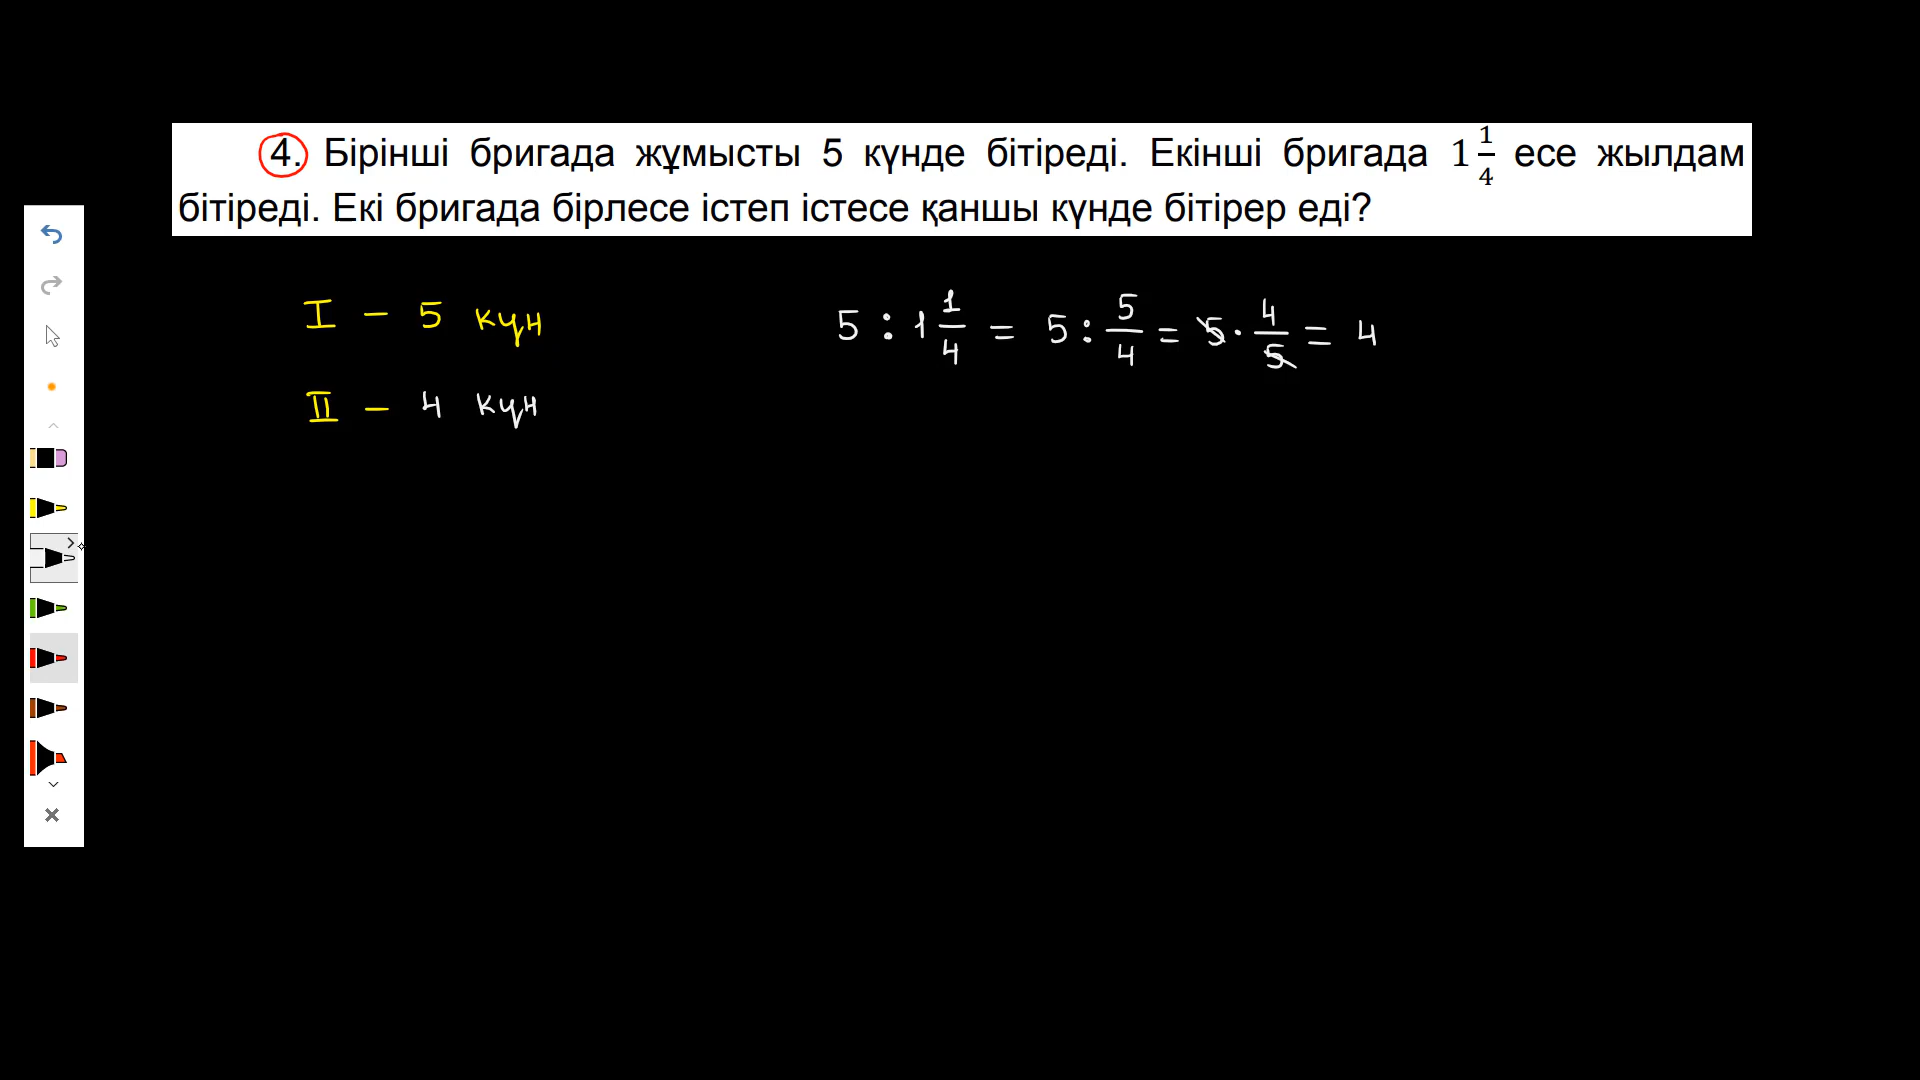 4. Бірінші бригада жұмысты 5 күнде бітіреді. Екінші бригада 1 1/4 есе жылдам
бітіреді. Екі бригада бірлесе істеп істесе қаншы күнде бітірер еді?
I – 5 күн
5 : 1 1/4 = 5 : 5/4 = 5 · 4/5 = 4
II – 4 күн